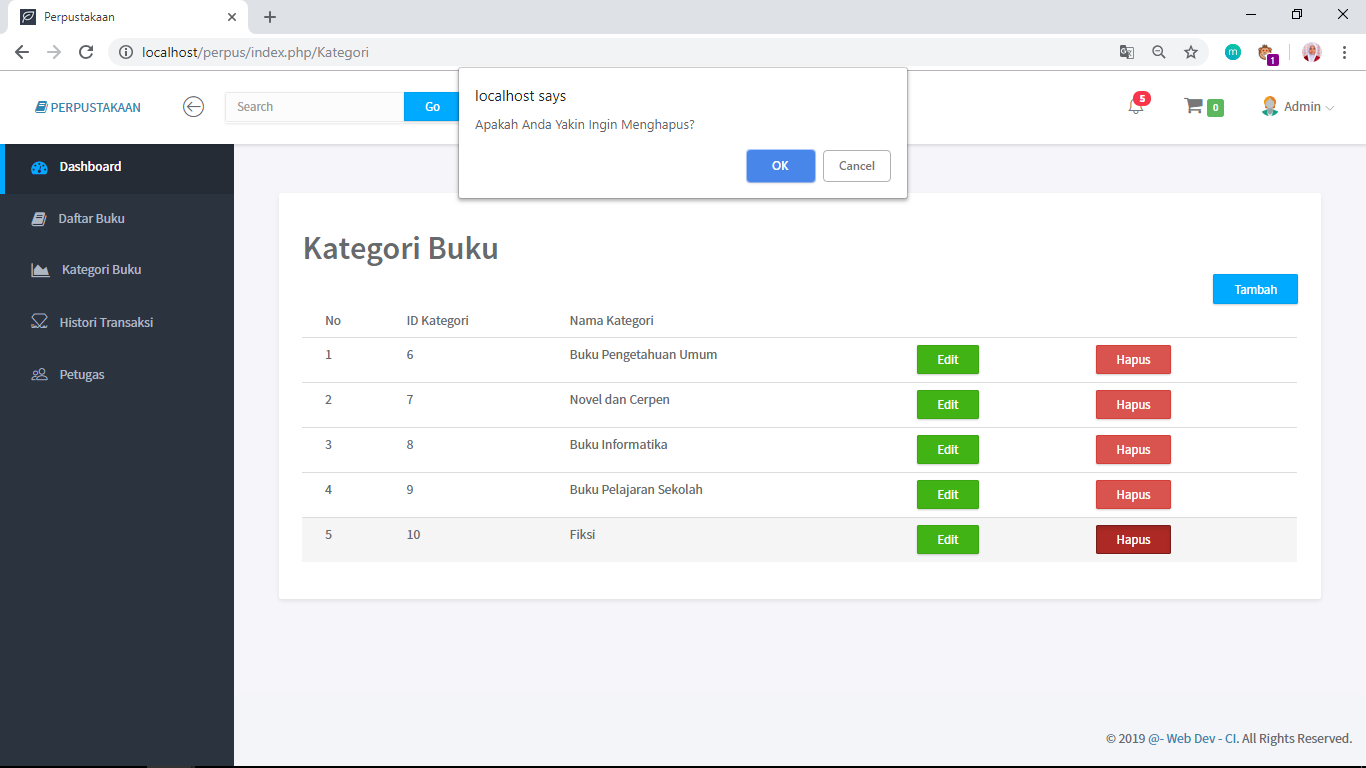 Perpustakaan
localhost/perpus/index.php/Kategori
m
1
localhost says
Apakah Anda Yakin Ingin Menghapus?
OK
Cancel
PERPUSTAKAAN
Search
Go
5
0
Admin
Dashboard
Daftar Buku
Kategori Buku
Histori Transaksi
Petugas
Kategori Buku
Tambah
No ID Kategori Nama Kategori
1 6 Buku Pengetahuan Umum Edit Hapus
2 7 Novel dan Cerpen Edit Hapus
3 8 Buku Informatika Edit Hapus
4 9 Buku Pelajaran Sekolah Edit Hapus
5 10 Fiksi Edit Hapus
© 2019 @- Web Dev - CI. All Rights Reserved.